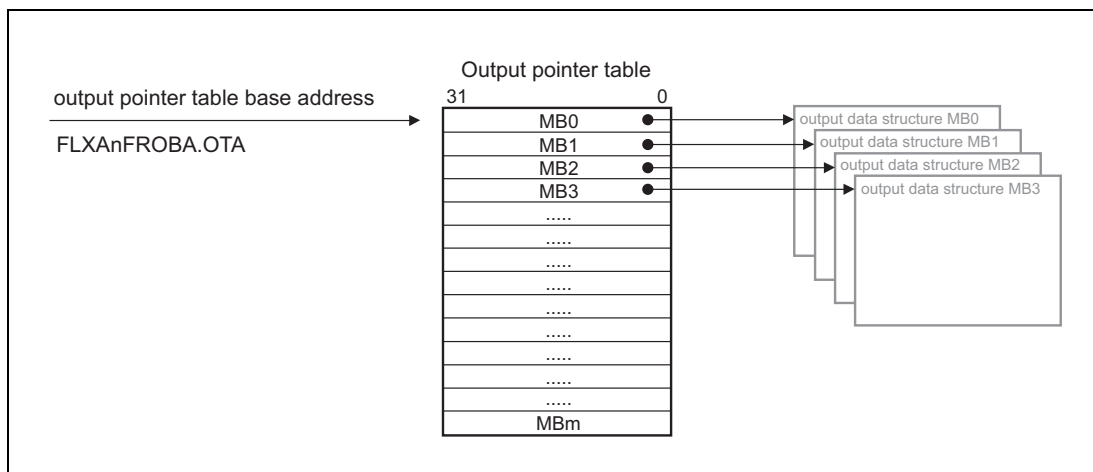 Output pointer table
output pointer table base address
31 0
FLXAnFROBA.OTA
MB0
MB1
MB2
MB3
.....
.....
.....
.....
.....
.....
.....
.....
.....
MBm
output data structure MB0
output data structure MB1
output data structure MB2
output data structure MB3